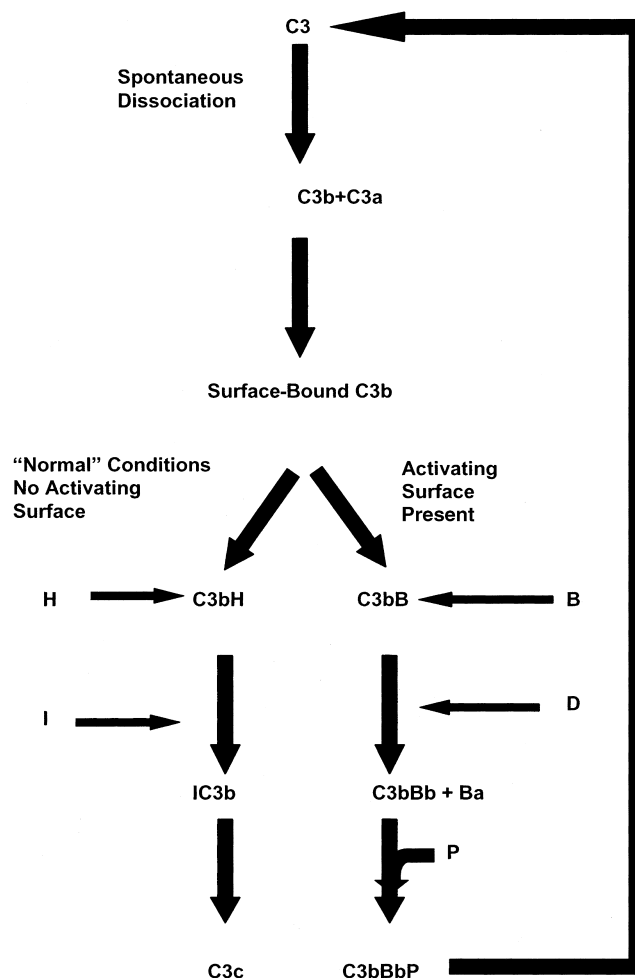 C3
Spontaneous
Dissociation
C3b+C3a
Surface-Bound C3b
“Normal” Conditions
No Activating
Surface
Activating
Surface
Present
H
C3bH
C3bB
B
I
D
IC3b
C3bBb + Ba
P
C3c
C3bBbP